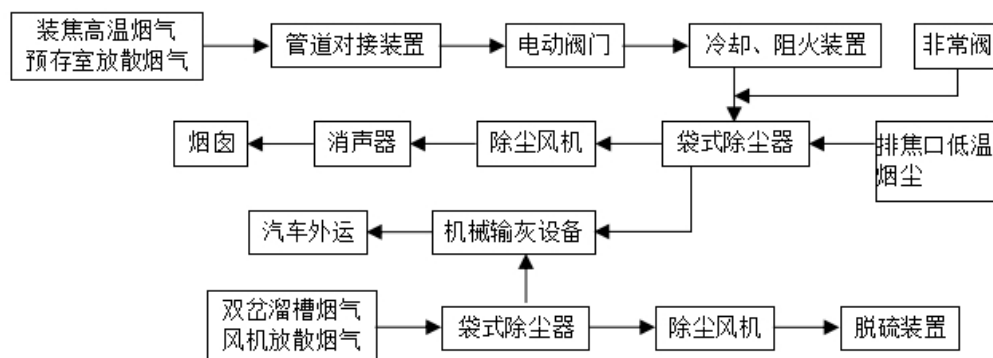 装焦高温烟气
预存室放散烟气
管道对接装置
电动阀门
冷却、阻火装置
非常阀
烟囱
消声器
除尘风机
袋式除尘器
排焦口低温
烟尘
汽车外运
机械输灰设备
双岔溜槽烟气
风机放散烟气
袋式除尘器
除尘风机
脱硫装置